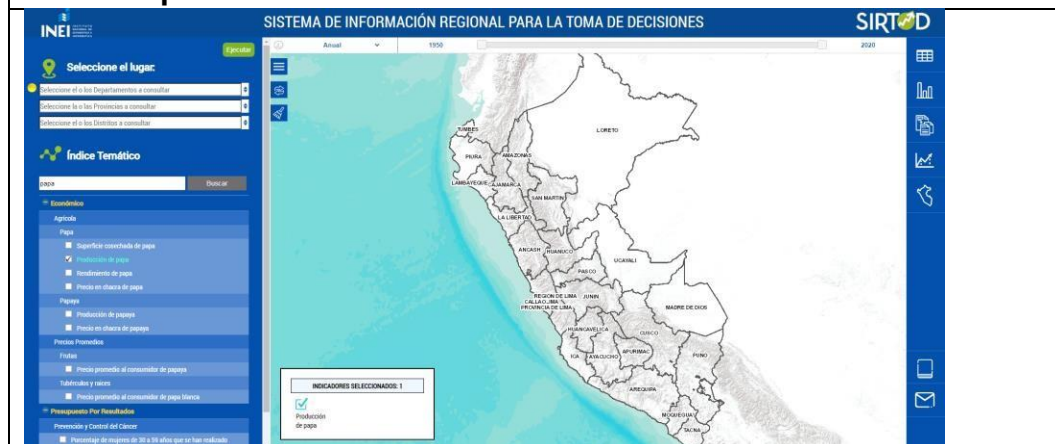 INEI
SISTEMA DE INFORMACIÓN REGIONAL PARA LA TOMA DE DECISIONES
SIRTOD
Ejecutar
Anual
1950
2020
Seleccione el lugar:
Seleccione el o los Departamentos a consultar
Seleccione la o las Provincias a consultar
Seleccione el o los Distritos a consultar
Índice Temático
papa
Buscar
Económico
Agrícola
Papa
Superficie cosechada de papa
Producción de papa
Rendimiento de papa
Precio en chacra de papa
Papaya
Producción de papaya
Precio en chacra de papaya
Precios Promedios
Frutas
Precio promedio al consumidor de papaya
Tubérculos y raíces
Precio promedio al consumidor de papa blanca
Presupuesto Por Resultados
Prevención y Control del Cáncer
Porcentaje de mujeres de 30 a 59 años que se han realizado
TUMBES
LORETO
PIURA
AMAZONAS
LAMBAYEQUE
CAJAMARCA
SAN MARTIN
LA LIBERTAD
ANCASH
HUANUCO
UCAYALI
PASCO
REGION DE LIMA
JUNIN
CALLAO
LIMA
PROVINCIA DE LIMA
MADRE DE DIOS
HUANCAVELICA
CUSCO
ICA
AYACUCHO
APURIMAC
PUNO
AREQUIPA
MOQUEGUA
TACNA
INDICADORES SELECCIONADOS: 1
Producción
de papa